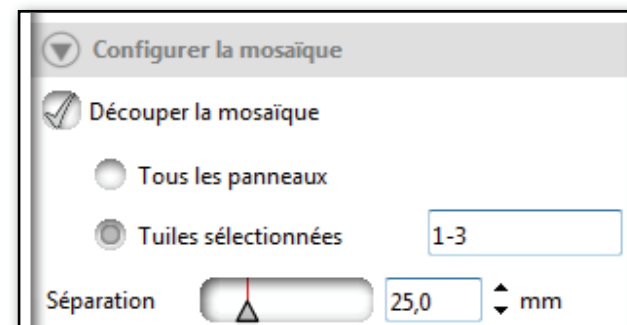 Configurer la mosaïque
Découper la mosaïque
Tous les panneaux
Tuiles sélectionnées 1-3
Séparation 25,0 mm